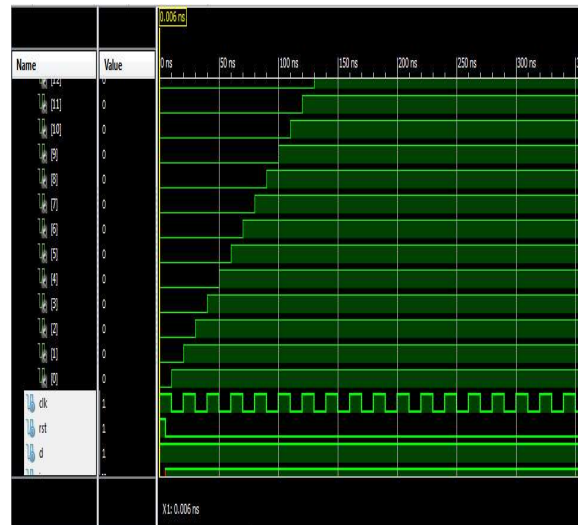 0.006 ns
Name Value 0 ns 50 ns 100 ns 150 ns 200 ns 250 ns 300 ns
[12] 0
[11] 0
[10] 0
[9] 0
[8] 0
[7] 0
[6] 0
[5] 0
[4] 0
[3] 0
[2] 0
[1] 0
[0] 0
clk 1
rst 1
d 1
X1: 0.006 ns